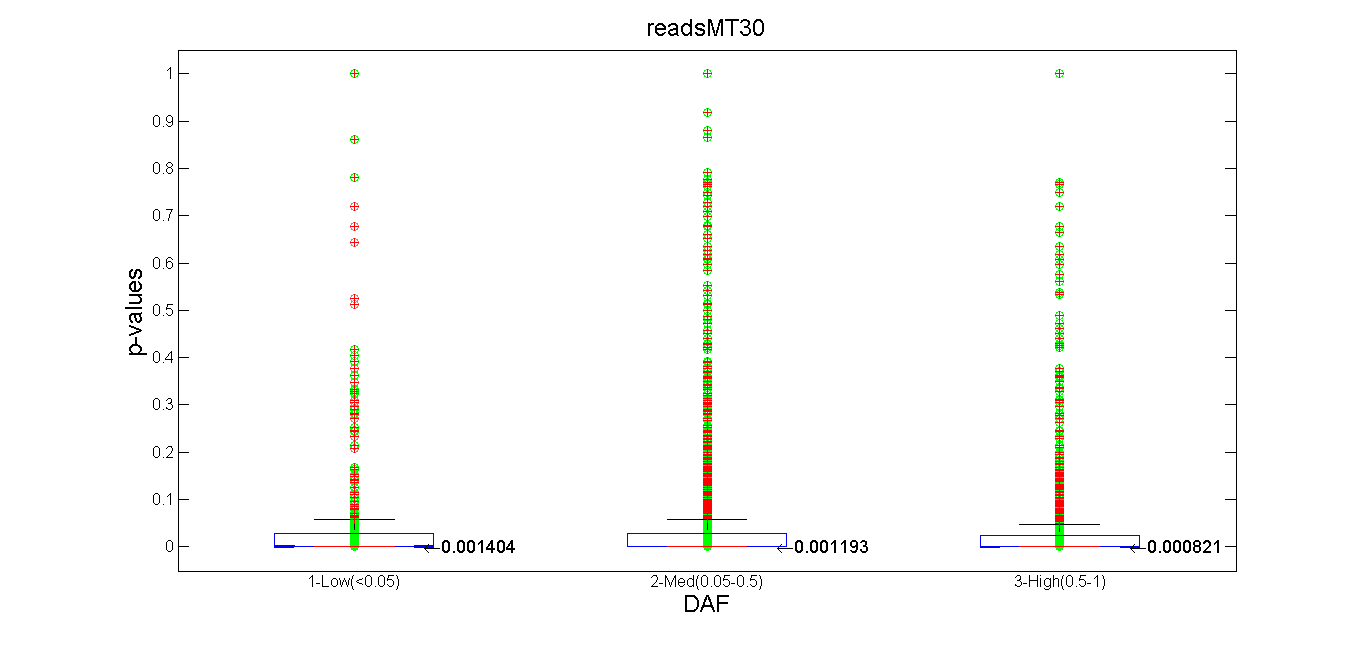 readsMT30
1
0.9
0.8
0.7
0.6
0.5
0.4
0.3
0.2
0.1
0
p-values
0.001404
0.001193
0.000821
1-Low(<0.05)
2-Med(0.05-0.5)
3-High(0.5-1)
DAF